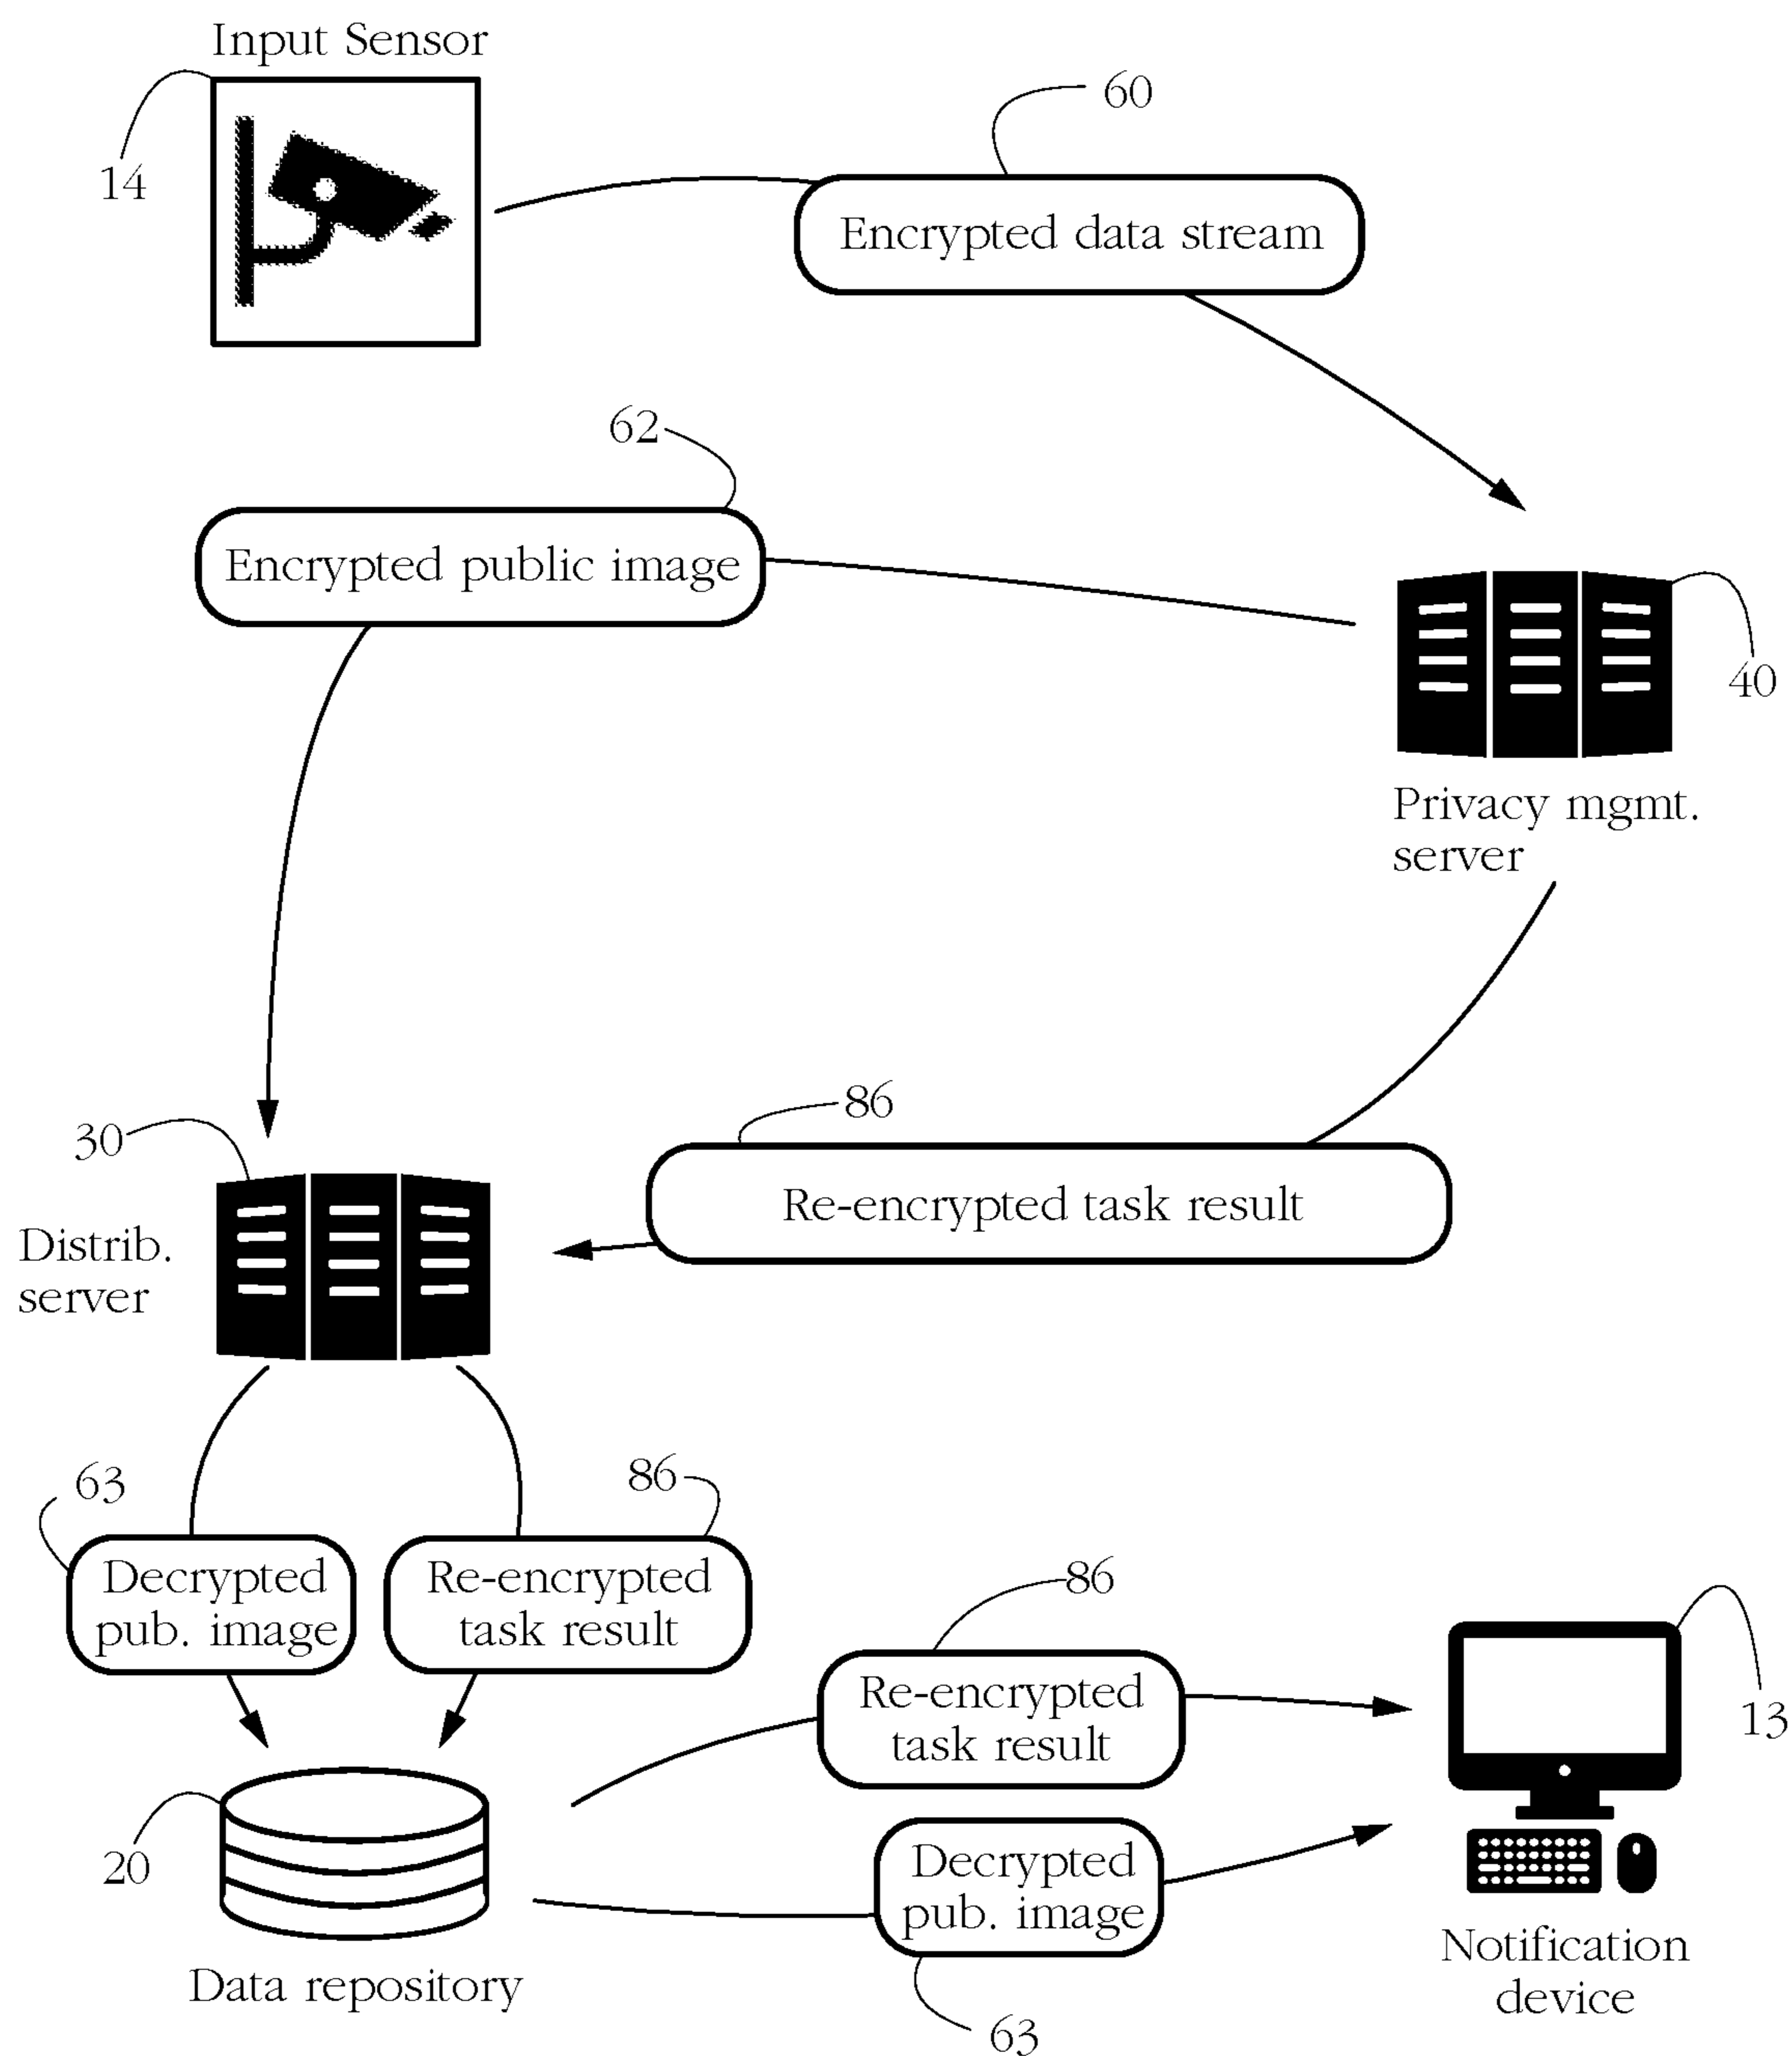 Input Sensor
14
60
Encrypted data stream
62
Encrypted public image
40
Privacy mgmt.
server
86
30
Re-encrypted task result
Distrib.
server
63
86
Decrypted
pub. image
Re-encrypted
task result
86
Re-encrypted
task result
13
20
Decrypted
pub. image
Data repository
Notification
device
63